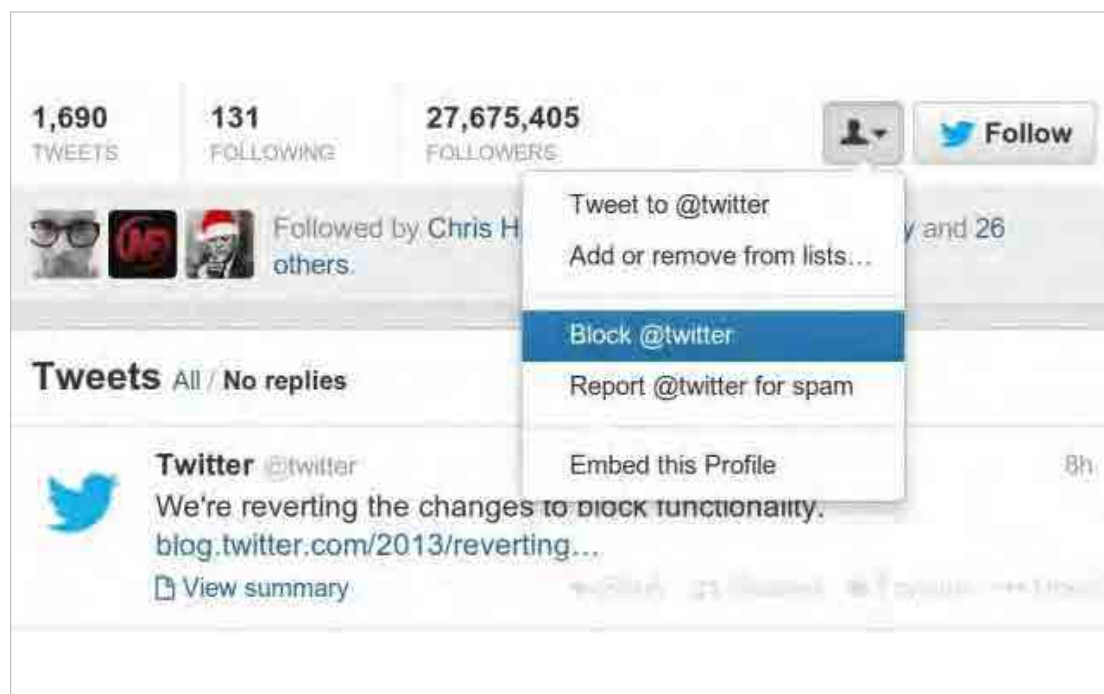 1,690
TWEETS
131
FOLLOWING
27,675,405
FOLLOWERS
Follow
Followed by Chris H
y and 26
others.
Tweet to @twitter
Add or remove from lists...
Block @twitter
Report @twitter for spam
Embed this Profile
Tweets All / No replies
Twitter @twitter
8h
We're reverting the changes to block functionality.
blog.twitter.com/2013/reverting...
View summary